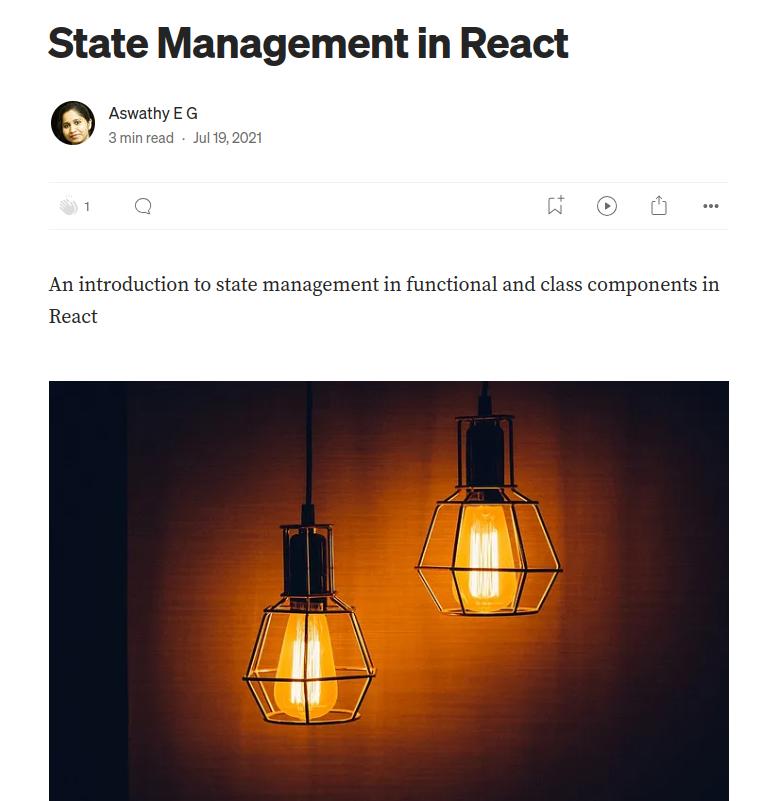 State Management in React
Aswathy E G
3 min read · Jul 19, 2021
1
An introduction to state management in functional and class components in
React